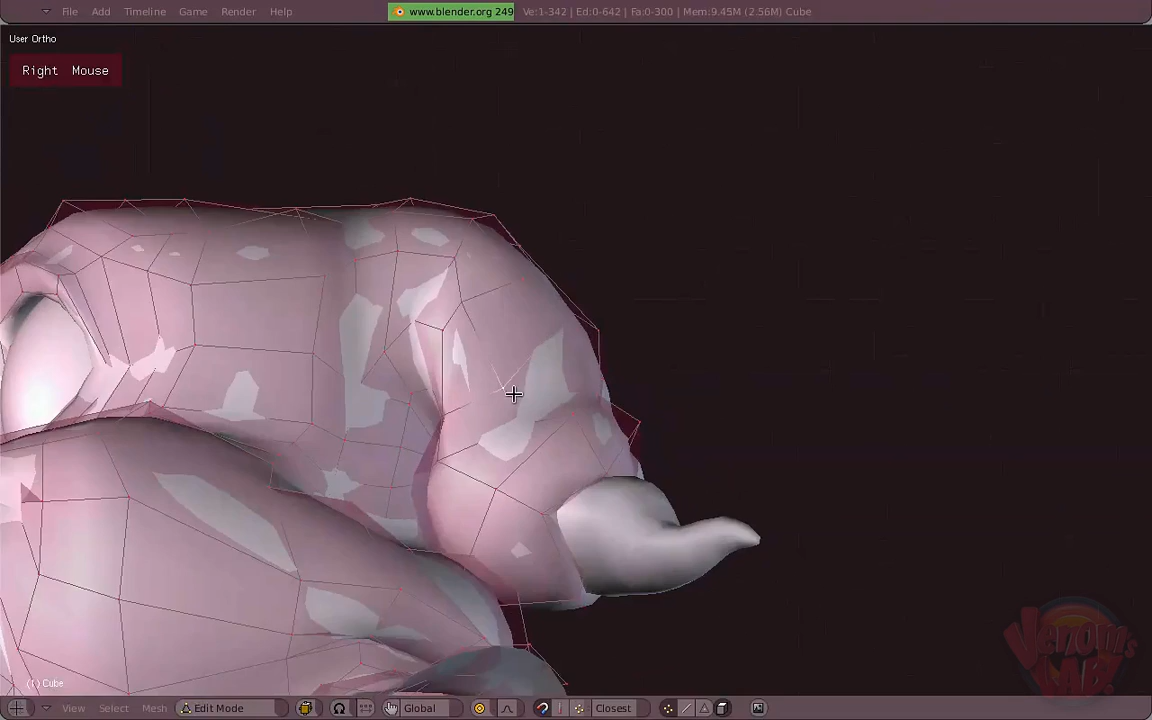 File Add Timeline Game Render Help www.blender.org 249 Ve:1-342 | Ed:0-642 | Fa:0-300 | Mem:9.45M (2.56M) Cube
User Ortho
Right Mouse
Venom's
LAB.
(1) Cube
View Select Mesh Edit Mode Global Closest